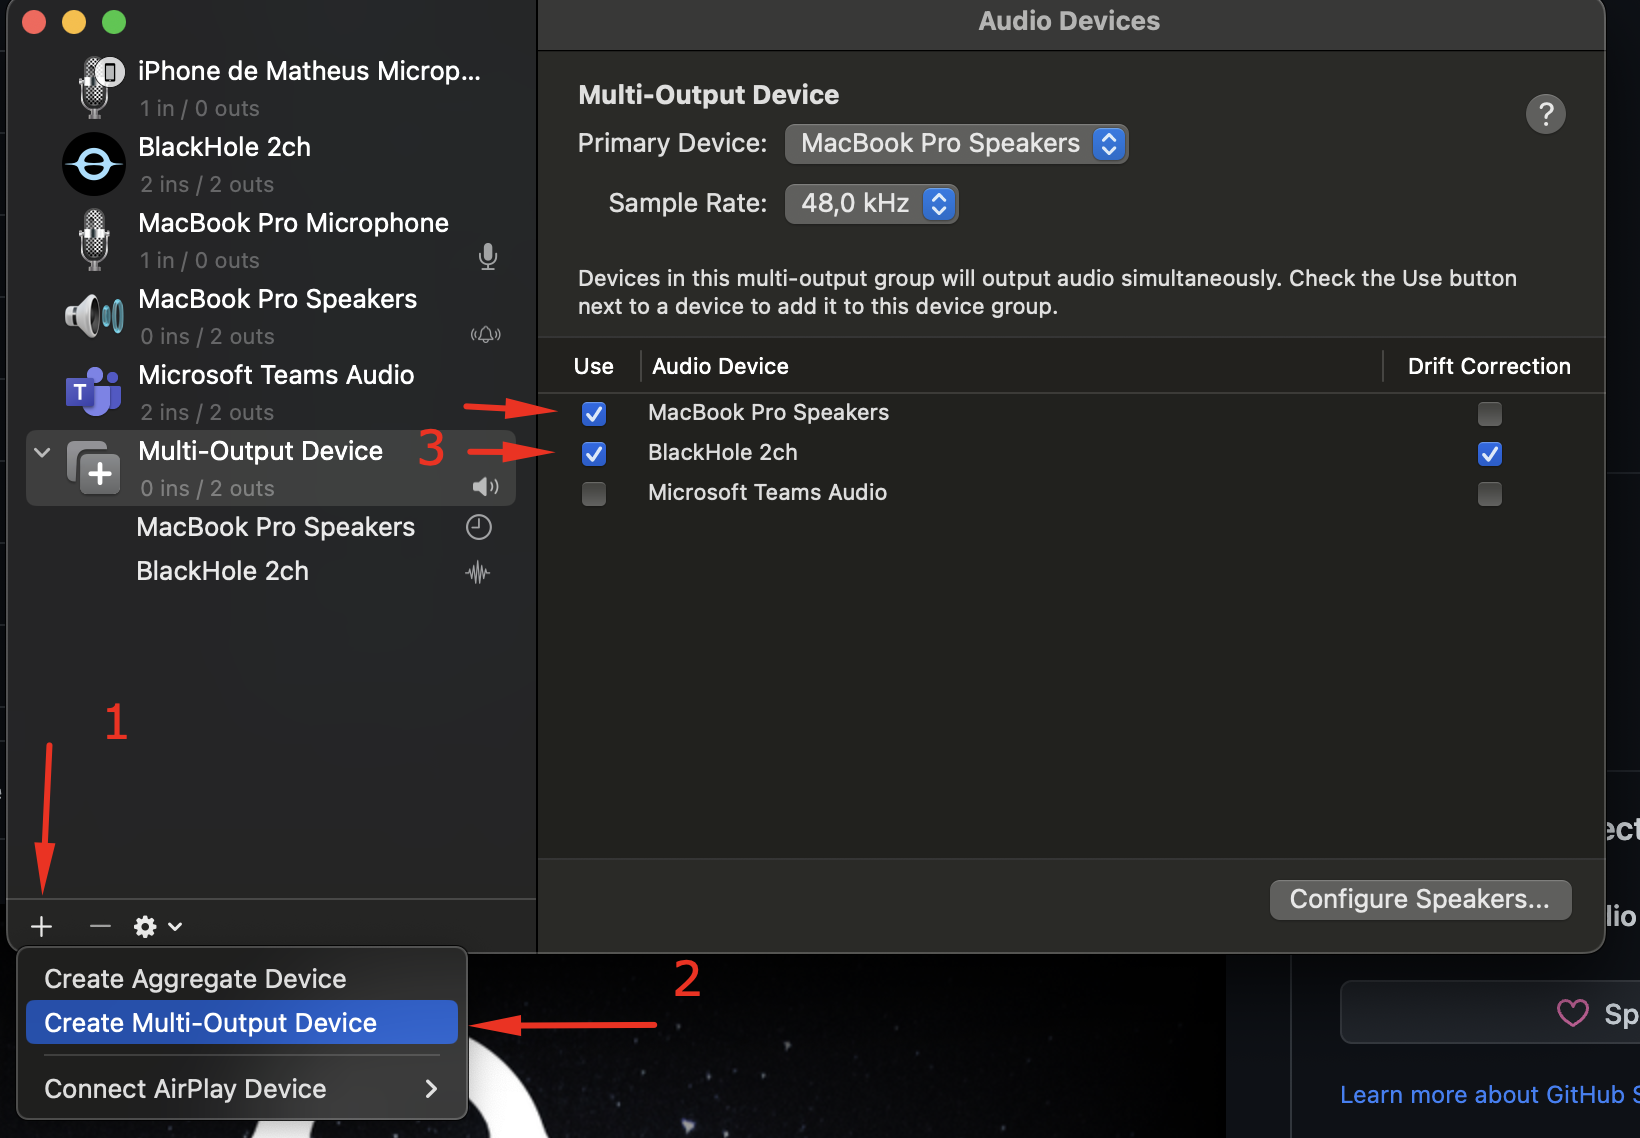 Audio Devices
iPhone de Matheus Microp...
1 in / 0 outs
BlackHole 2ch
2 ins / 2 outs
MacBook Pro Microphone
1 in / 0 outs
MacBook Pro Speakers
0 ins / 2 outs
T
Microsoft Teams Audio
2 ins / 2 outs
Multi-Output Device
0 ins / 2 outs
MacBook Pro Speakers
BlackHole 2ch
Multi-Output Device
?
Primary Device: MacBook Pro Speakers
Sample Rate: 48,0 kHz
Devices in this multi-output group will output audio simultaneously. Check the Use button
next to a device to add it to this device group.
Use Audio Device Drift Correction
MacBook Pro Speakers
3
BlackHole 2ch
Microsoft Teams Audio
Configure Speakers...
1
Create Aggregate Device
Create Multi-Output Device
Connect AirPlay Device
2
Learn more about GitHub S